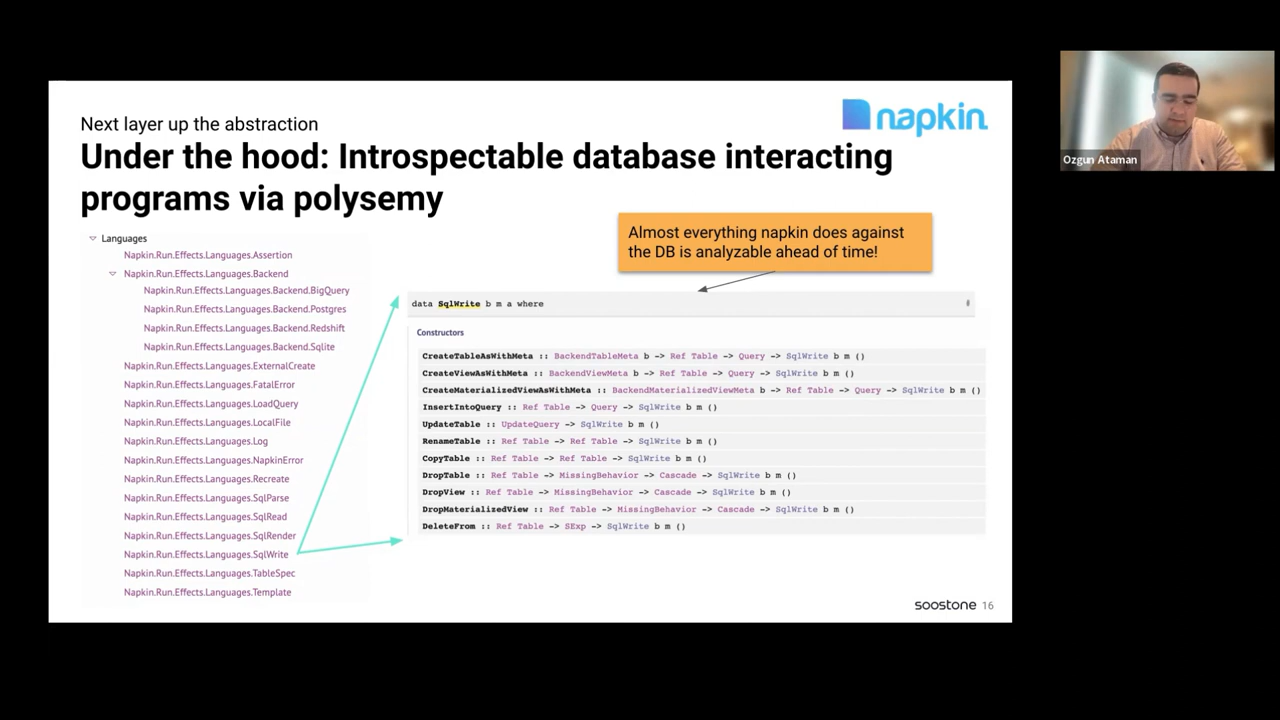 Next layer up the abstraction
Under the hood: Introspectable database interacting
programs via polysemy
napkin
Ozgun Ataman
Almost everything napkin does against
the DB is analyzable ahead of time!
Languages
Napkin.Run.Effects.Languages.Assertion
Napkin.Run.Effects.Languages.Backend
Napkin.Run.Effects.Languages.Backend.BigQuery
Napkin.Run.Effects.Languages.Backend.Postgres
Napkin.Run.Effects.Languages.Backend.Redshift
Napkin.Run.Effects.Languages.Backend.Sqlite
Napkin.Run.Effects.Languages.ExternalCreate
Napkin.Run.Effects.Languages.FatalError
Napkin.Run.Effects.Languages.LoadQuery
Napkin.Run.Effects.Languages.LocalFile
Napkin.Run.Effects.Languages.Log
Napkin.Run.Effects.Languages.NapkinError
Napkin.Run.Effects.Languages.Recreate
Napkin.Run.Effects.Languages.SqlParse
Napkin.Run.Effects.Languages.SqlRead
Napkin.Run.Effects.Languages.SqlRender
Napkin.Run.Effects.Languages.SqlWrite
Napkin.Run.Effects.Languages.TableSpec
Napkin.Run.Effects.Languages.Template
data SqlWrite b m a where
#
Constructors
CreateTableAsWithMeta :: BackendTableMeta b -> Ref Table -> Query -> SqlWrite b m ()
CreateViewAsWithMeta :: BackendViewMeta b -> Ref Table -> Query -> SqlWrite b m ()
CreateMaterializedViewAsWithMeta :: BackendMaterializedViewMeta b -> Ref Table -> Query -> SqlWrite b m ()
InsertIntoQuery :: Ref Table -> Query -> SqlWrite b m ()
UpdateTable :: UpdateQuery -> SqlWrite b m ()
RenameTable :: Ref Table -> Ref Table -> SqlWrite b m ()
CopyTable :: Ref Table -> Ref Table -> SqlWrite b m ()
DropTable :: Ref Table -> MissingBehavior -> Cascade -> SqlWrite b m ()
DropView :: Ref Table -> MissingBehavior -> Cascade -> SqlWrite b m ()
DropMaterializedView :: Ref Table -> MissingBehavior -> Cascade -> SqlWrite b m ()
DeleteFrom :: Ref Table -> SExp -> SqlWrite b m ()
soostone 16